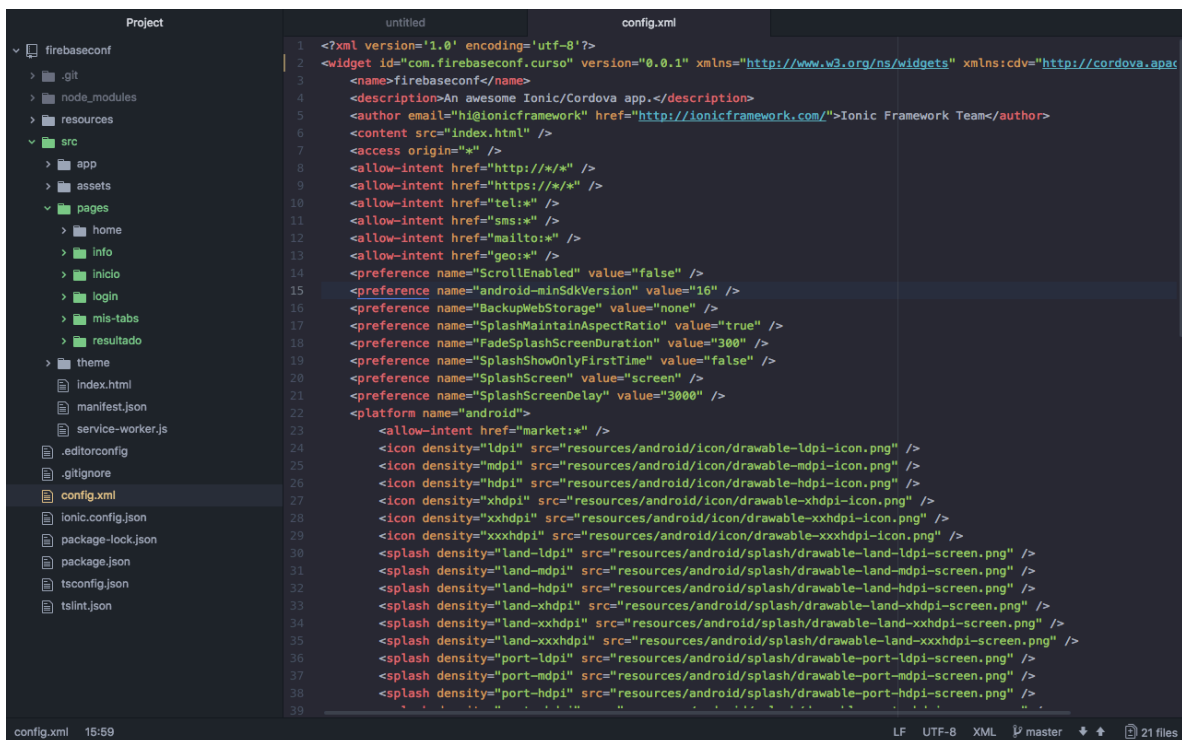 Project
untitled
config.xml
firebaseconf
.git
node_modules
resources
src
app
assets
pages
home
info
inicio
login
mis-tabs
resultado
theme
index.html
manifest.json
service-worker.js
.editorconfig
.gitignore
config.xml
ionic.config.json
package-lock.json
package.json
tsconfig.json
tslint.json
1 <?xml version='1.0' encoding='utf-8'?>
2 <widget id="com.firebaseconf.curso" version="0.0.1" xmlns="http://www.w3.org/ns/widgets" xmlns:cdv="http://cordova.apac
3 <name>firebaseconf</name>
4 <description>An awesome Ionic/Cordova app.</description>
5 <author email="hi@ionicframework" href="http://ionicframework.com/">Ionic Framework Team</author>
6 <content src="index.html" />
7 <access origin="*" />
8 <allow-intent href="http://*/*" />
9 <allow-intent href="https://*/*" />
10 <allow-intent href="tel:*" />
11 <allow-intent href="sms:*" />
12 <allow-intent href="mailto:*" />
13 <allow-intent href="geo:*" />
14 <preference name="ScrollEnabled" value="false" />
15 <preference name="android-minSdkVersion" value="16" />
16 <preference name="BackupWebStorage" value="none" />
17 <preference name="SplashMaintainAspectRatio" value="true" />
18 <preference name="FadeSplashScreenDuration" value="300" />
19 <preference name="SplashShowOnlyFirstTime" value="false" />
20 <preference name="SplashScreen" value="screen" />
21 <preference name="SplashScreenDelay" value="3000" />
22 <platform name="android">
23 <allow-intent href="market:*" />
24 <icon density="ldpi" src="resources/android/icon/drawable-ldpi-icon.png" />
25 <icon density="mdpi" src="resources/android/icon/drawable-mdpi-icon.png" />
26 <icon density="hdpi" src="resources/android/icon/drawable-hdpi-icon.png" />
27 <icon density="xhdpi" src="resources/android/icon/drawable-xhdpi-icon.png" />
28 <icon density="xxhdpi" src="resources/android/icon/drawable-xxhdpi-icon.png" />
29 <icon density="xxxhdpi" src="resources/android/icon/drawable-xxxhdpi-icon.png" />
30 <splash density="land-ldpi" src="resources/android/splash/drawable-land-ldpi-screen.png" />
31 <splash density="land-mdpi" src="resources/android/splash/drawable-land-mdpi-screen.png" />
32 <splash density="land-hdpi" src="resources/android/splash/drawable-land-hdpi-screen.png" />
33 <splash density="land-xhdpi" src="resources/android/splash/drawable-land-xhdpi-screen.png" />
34 <splash density="land-xxhdpi" src="resources/android/splash/drawable-land-xxhdpi-screen.png" />
35 <splash density="land-xxxhdpi" src="resources/android/splash/drawable-land-xxxhdpi-screen.png" />
36 <splash density="port-ldpi" src="resources/android/splash/drawable-port-ldpi-screen.png" />
37 <splash density="port-mdpi" src="resources/android/splash/drawable-port-mdpi-screen.png" />
38 <splash density="port-hdpi" src="resources/android/splash/drawable-port-hdpi-screen.png" />
39
config.xml 15:59
LF UTF-8 XML master 21 files